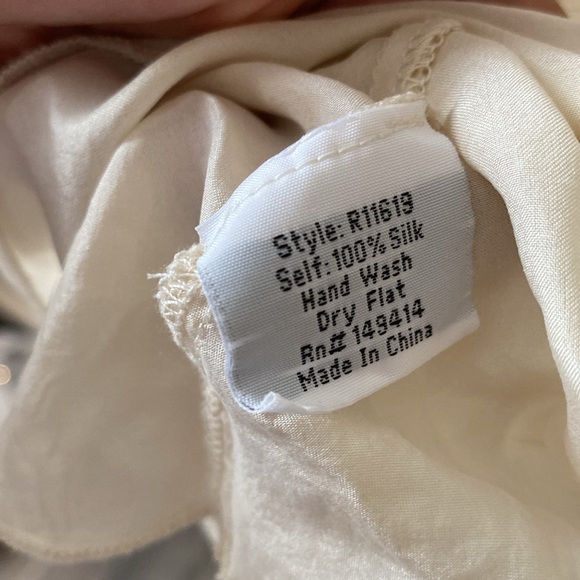 Style: R11619
Self: 100% Silk
Hand Wash
Dry Flat
Rn# 149414
Made In China